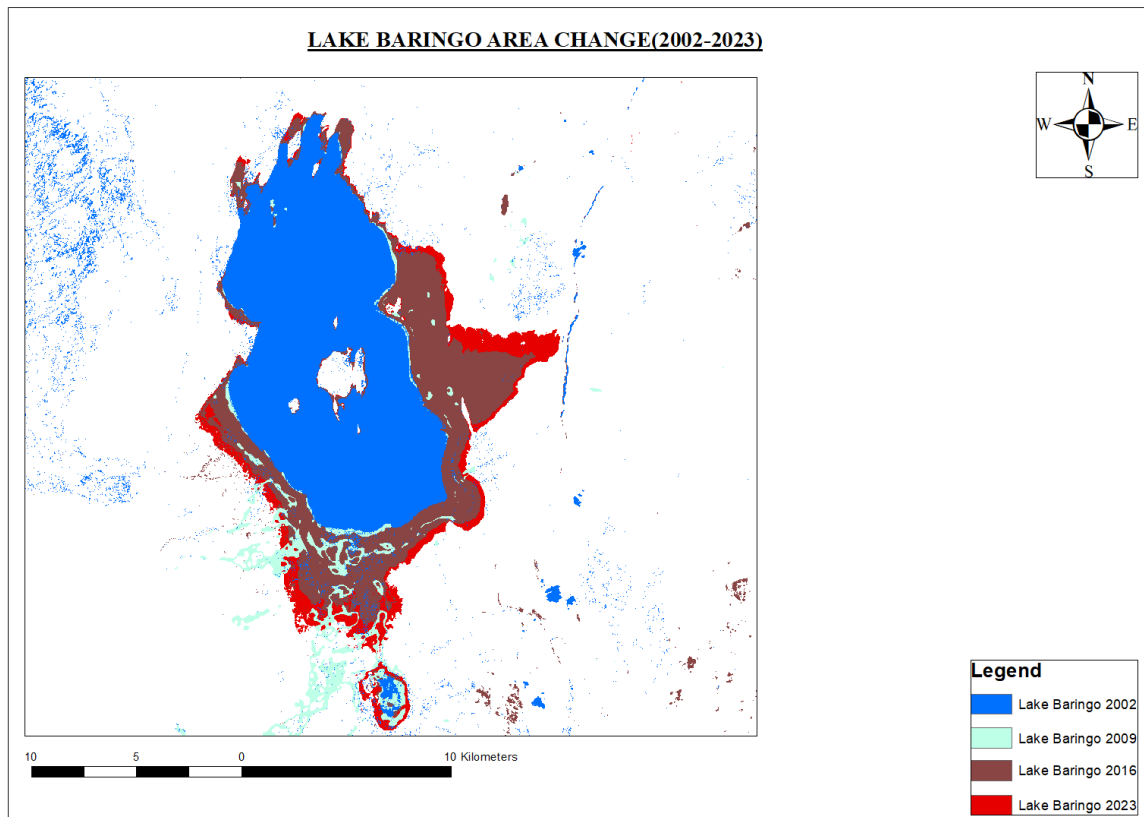 LAKE BARINGO AREA CHANGE(2002-2023)
N
W E
S
Legend
Lake Baringo 2002
Lake Baringo 2009
Lake Baringo 2016
Lake Baringo 2023
10 5 0 10 Kilometers